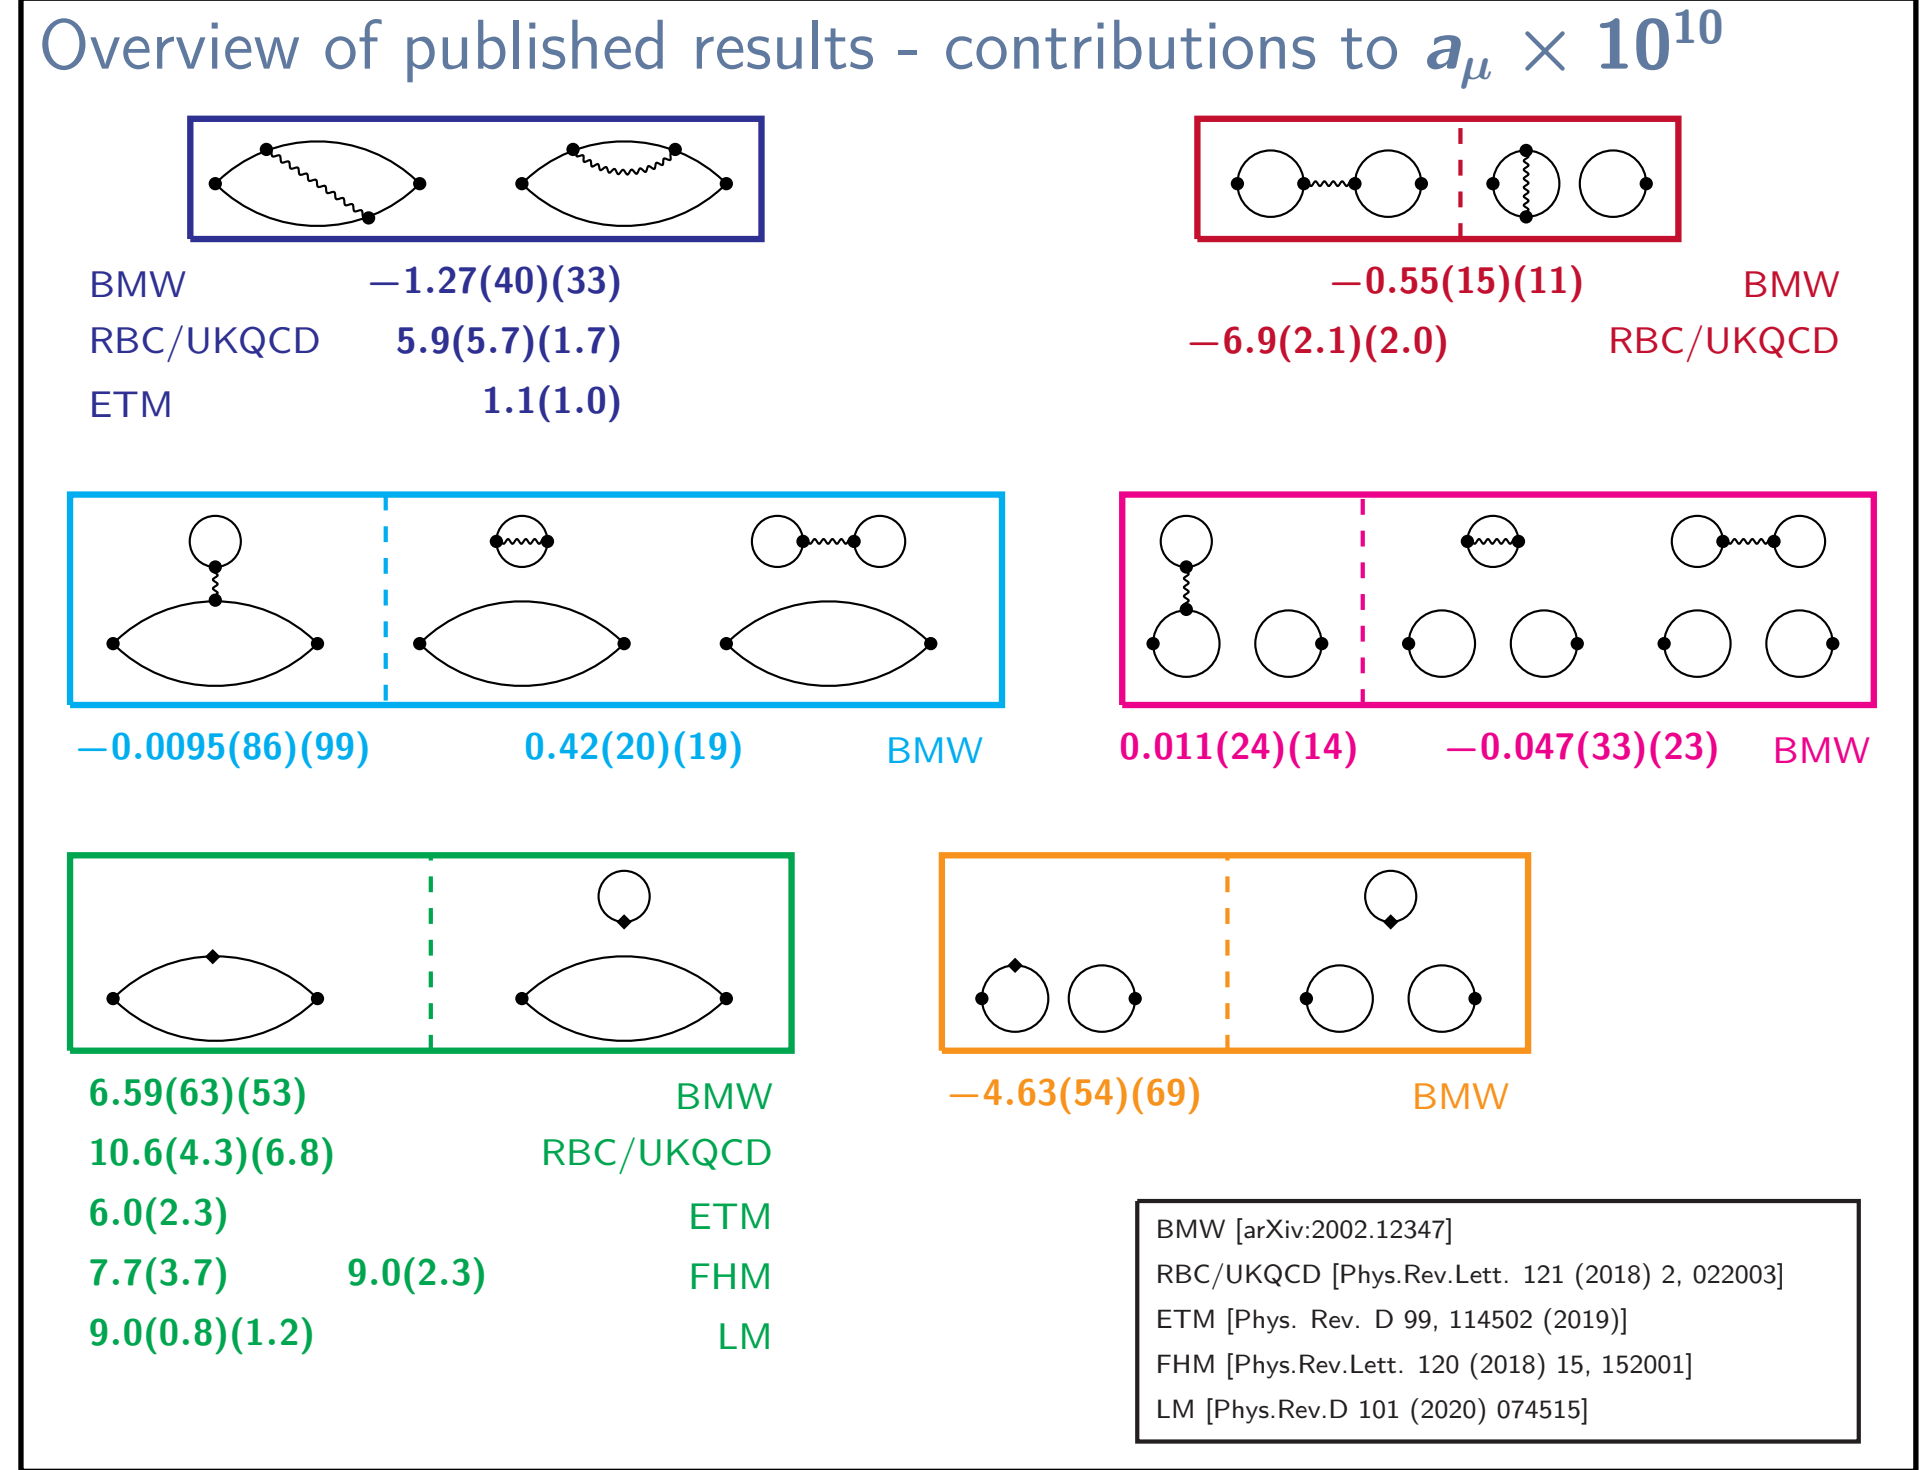 Overview of published results - contributions to aμ × 10¹⁰
BMW −1.27(40)(33)
RBC/UKQCD 5.9(5.7)(1.7)
ETM 1.1(1.0)
−0.55(15)(11) BMW
−6.9(2.1)(2.0) RBC/UKQCD
−0.0095(86)(99) 0.42(20)(19) BMW
0.011(24)(14) −0.047(33)(23) BMW
6.59(63)(53) BMW
10.6(4.3)(6.8) RBC/UKQCD
6.0(2.3) ETM
7.7(3.7) 9.0(2.3) FHM
9.0(0.8)(1.2) LM
−4.63(54)(69) BMW
BMW [arXiv:2002.12347]
RBC/UKQCD [Phys.Rev.Lett. 121 (2018) 2, 022003]
ETM [Phys. Rev. D 99, 114502 (2019)]
FHM [Phys.Rev.Lett. 120 (2018) 15, 152001]
LM [Phys.Rev.D 101 (2020) 074515]